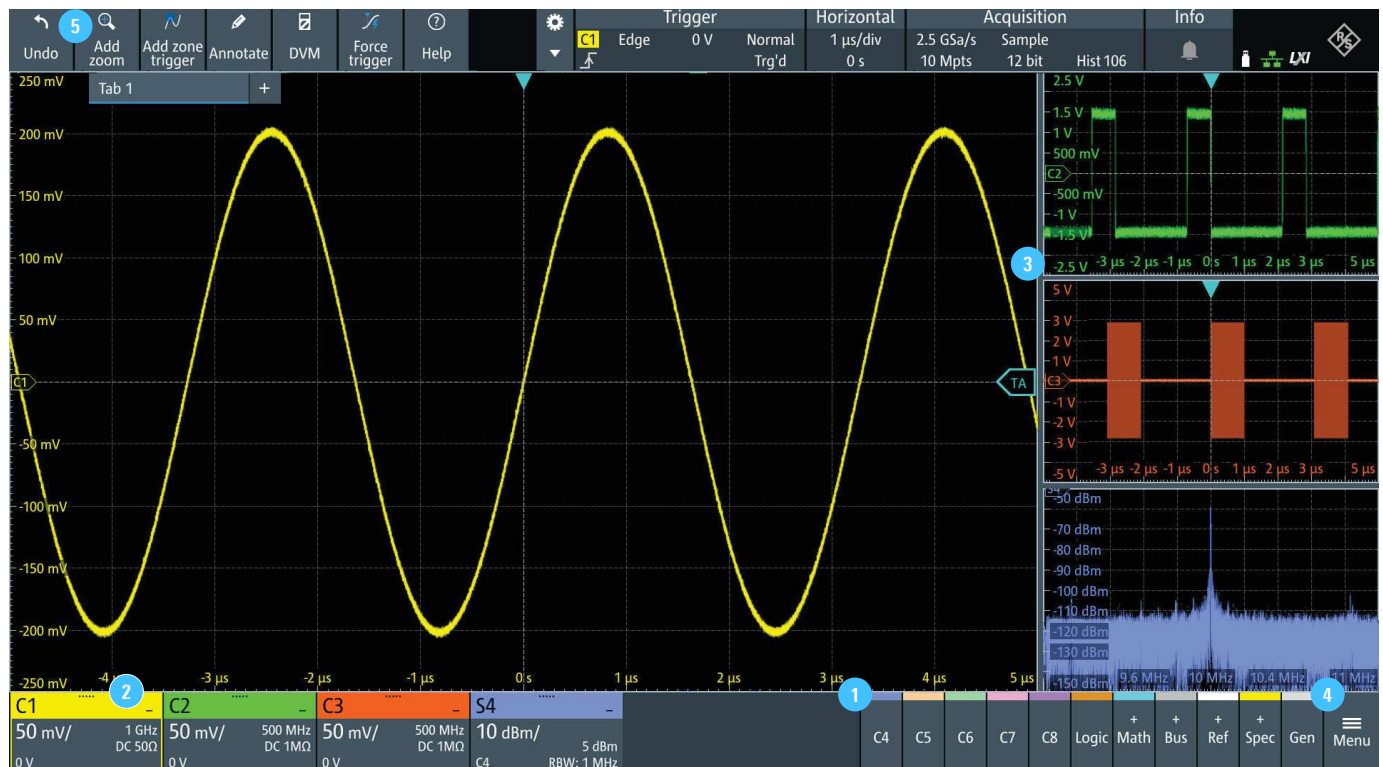 5
Undo
Add zoom
Add zone trigger
Annotate
DVM
Force trigger
Help
Trigger
C1 Edge 0 V Normal
Trg'd
Horizontal
1 µs/div
0 s
Acquisition
2.5 GSa/s Sample
10 Mpts 12 bit Hist 106
Info
LXI
R&S
Tab 1 +
250 mV
200 mV
150 mV
100 mV
50 mV
C1
-50 mV
-100 mV
-150 mV
-200 mV
-250 mV
-4 µs -3 µs -2 µs -1 µs 0 s 1 µs 2 µs 3 µs 4 µs 5 µs
TA
2.5 V
1.5 V
1 V
500 mV
C2
-500 mV
-1 V
-1.5 V
-2.5 V
-3 µs -2 µs -1 µs 0 s 1 µs 2 µs 3 µs 5 µs
3
5 V
3 V
2 V
1 V
C3
-1 V
-2 V
-3 V
-5 V
-3 µs -2 µs -1 µs 0 s 1 µs 2 µs 3 µs 5 µs
-50 dBm
-70 dBm
-80 dBm
-90 dBm
-100 dBm
-110 dBm
-120 dBm
-130 dBm
-150 dBm
9.6 MHz 10 MHz 10.4 MHz 11 MHz
2
C1
50 mV/ 1 GHz
DC 50Ω
0 V
C2
50 mV/ 500 MHz
DC 1MΩ
0 V
C3
50 mV/ 500 MHz
DC 1MΩ
0 V
S4
10 dBm/
5 dBm
C4 RBW: 1 MHz
1
C4
C5
C6
C7
C8
Logic
+ Math
+ Bus
+ Ref
+ Spec
Gen
4
Menu